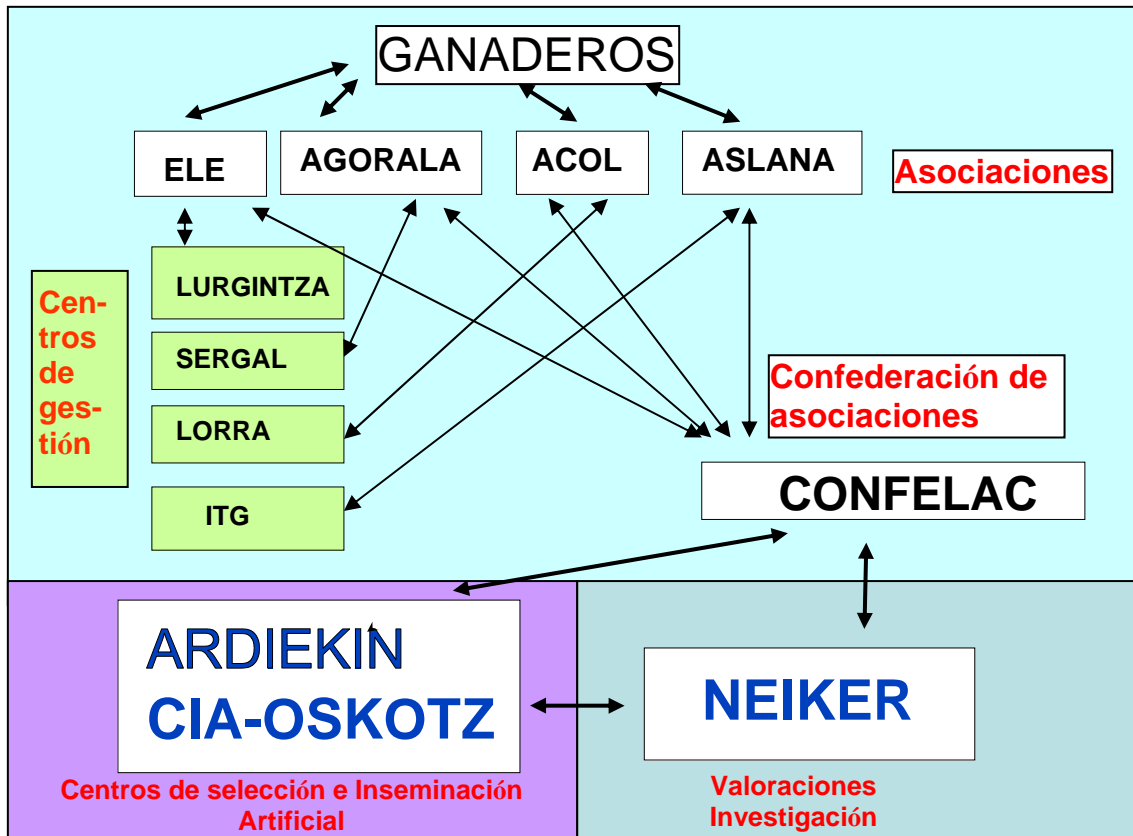 GANADEROS
ELE
AGORALA
ACOL
ASLANA
Asociaciones
LURGINTZA
SERGAL
LORRA
ITG
Cen-
tros
de
ges-
tión
Confederación de
asociaciones
CONFELAC
ARDIEKIN
CIA-OSKOTZ
NEIKER
Centros de selección e Inseminación
Artificial
Valoraciones
Investigación